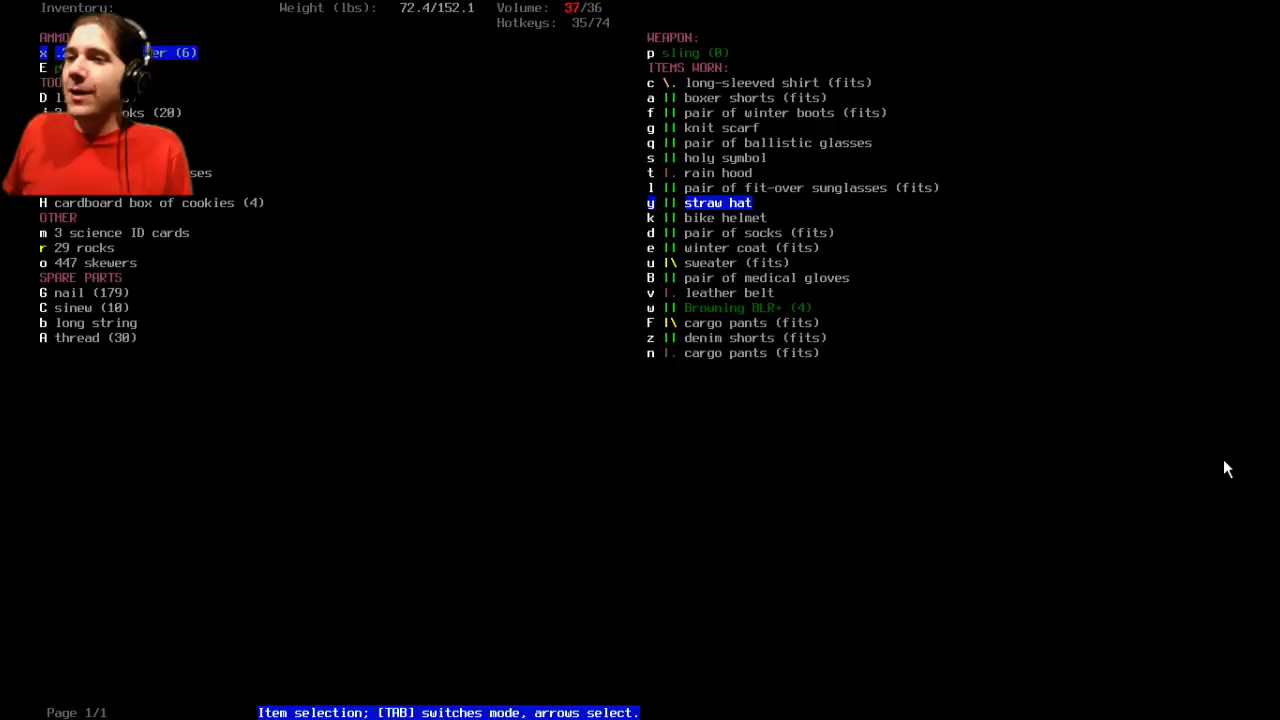 Inventory: Weight (lbs): 72.4/152.1 Volume: 37/36
Hotkeys: 35/74
AMMO
x (6)
E
D
(20)
H cardboard box of cookies (4)
OTHER
m 3 science ID cards
r 29 rocks
o 447 skewers
SPARE PARTS
G nail (179)
C sinew (10)
b long string
A thread (30)
WEAPON:
p sling (0)
ITEMS WORN:
c \. long-sleeved shirt (fits)
a || boxer shorts (fits)
f || pair of winter boots (fits)
g || knit scarf
q || pair of ballistic glasses
s || holy symbol
t |. rain hood
l || pair of fit-over sunglasses (fits)
y || straw hat
k || bike helmet
d || pair of socks (fits)
e || winter coat (fits)
u |\ sweater (fits)
B || pair of medical gloves
v |. leather belt
w || Browning BLR+ (4)
F |\ cargo pants (fits)
z || denim shorts (fits)
n |. cargo pants (fits)
Page 1/1 Item selection; [TAB] switches mode, arrows select.